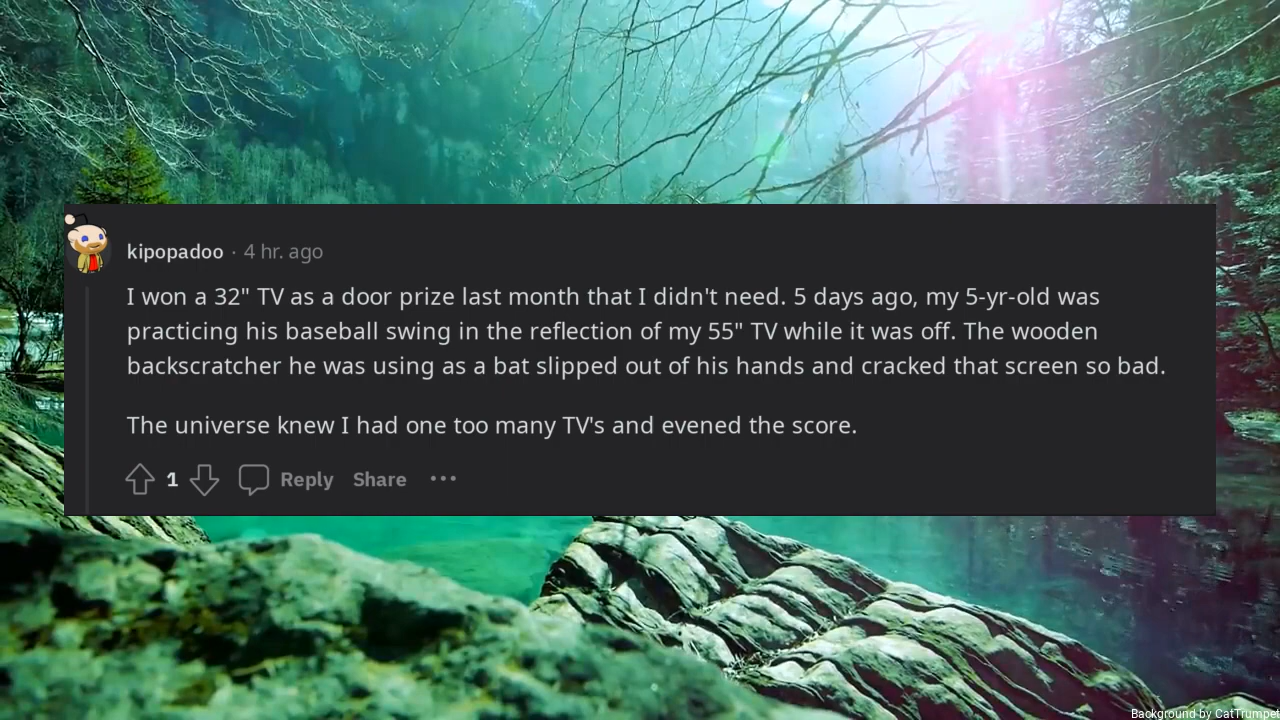 kipopadoo · 4 hr. ago
I won a 32" TV as a door prize last month that I didn't need. 5 days ago, my 5-yr-old was
practicing his baseball swing in the reflection of my 55" TV while it was off. The wooden
backscratcher he was using as a bat slipped out of his hands and cracked that screen so bad.
The universe knew I had one too many TV's and evened the score.
1 Reply Share ···
Background by CatTrumpet